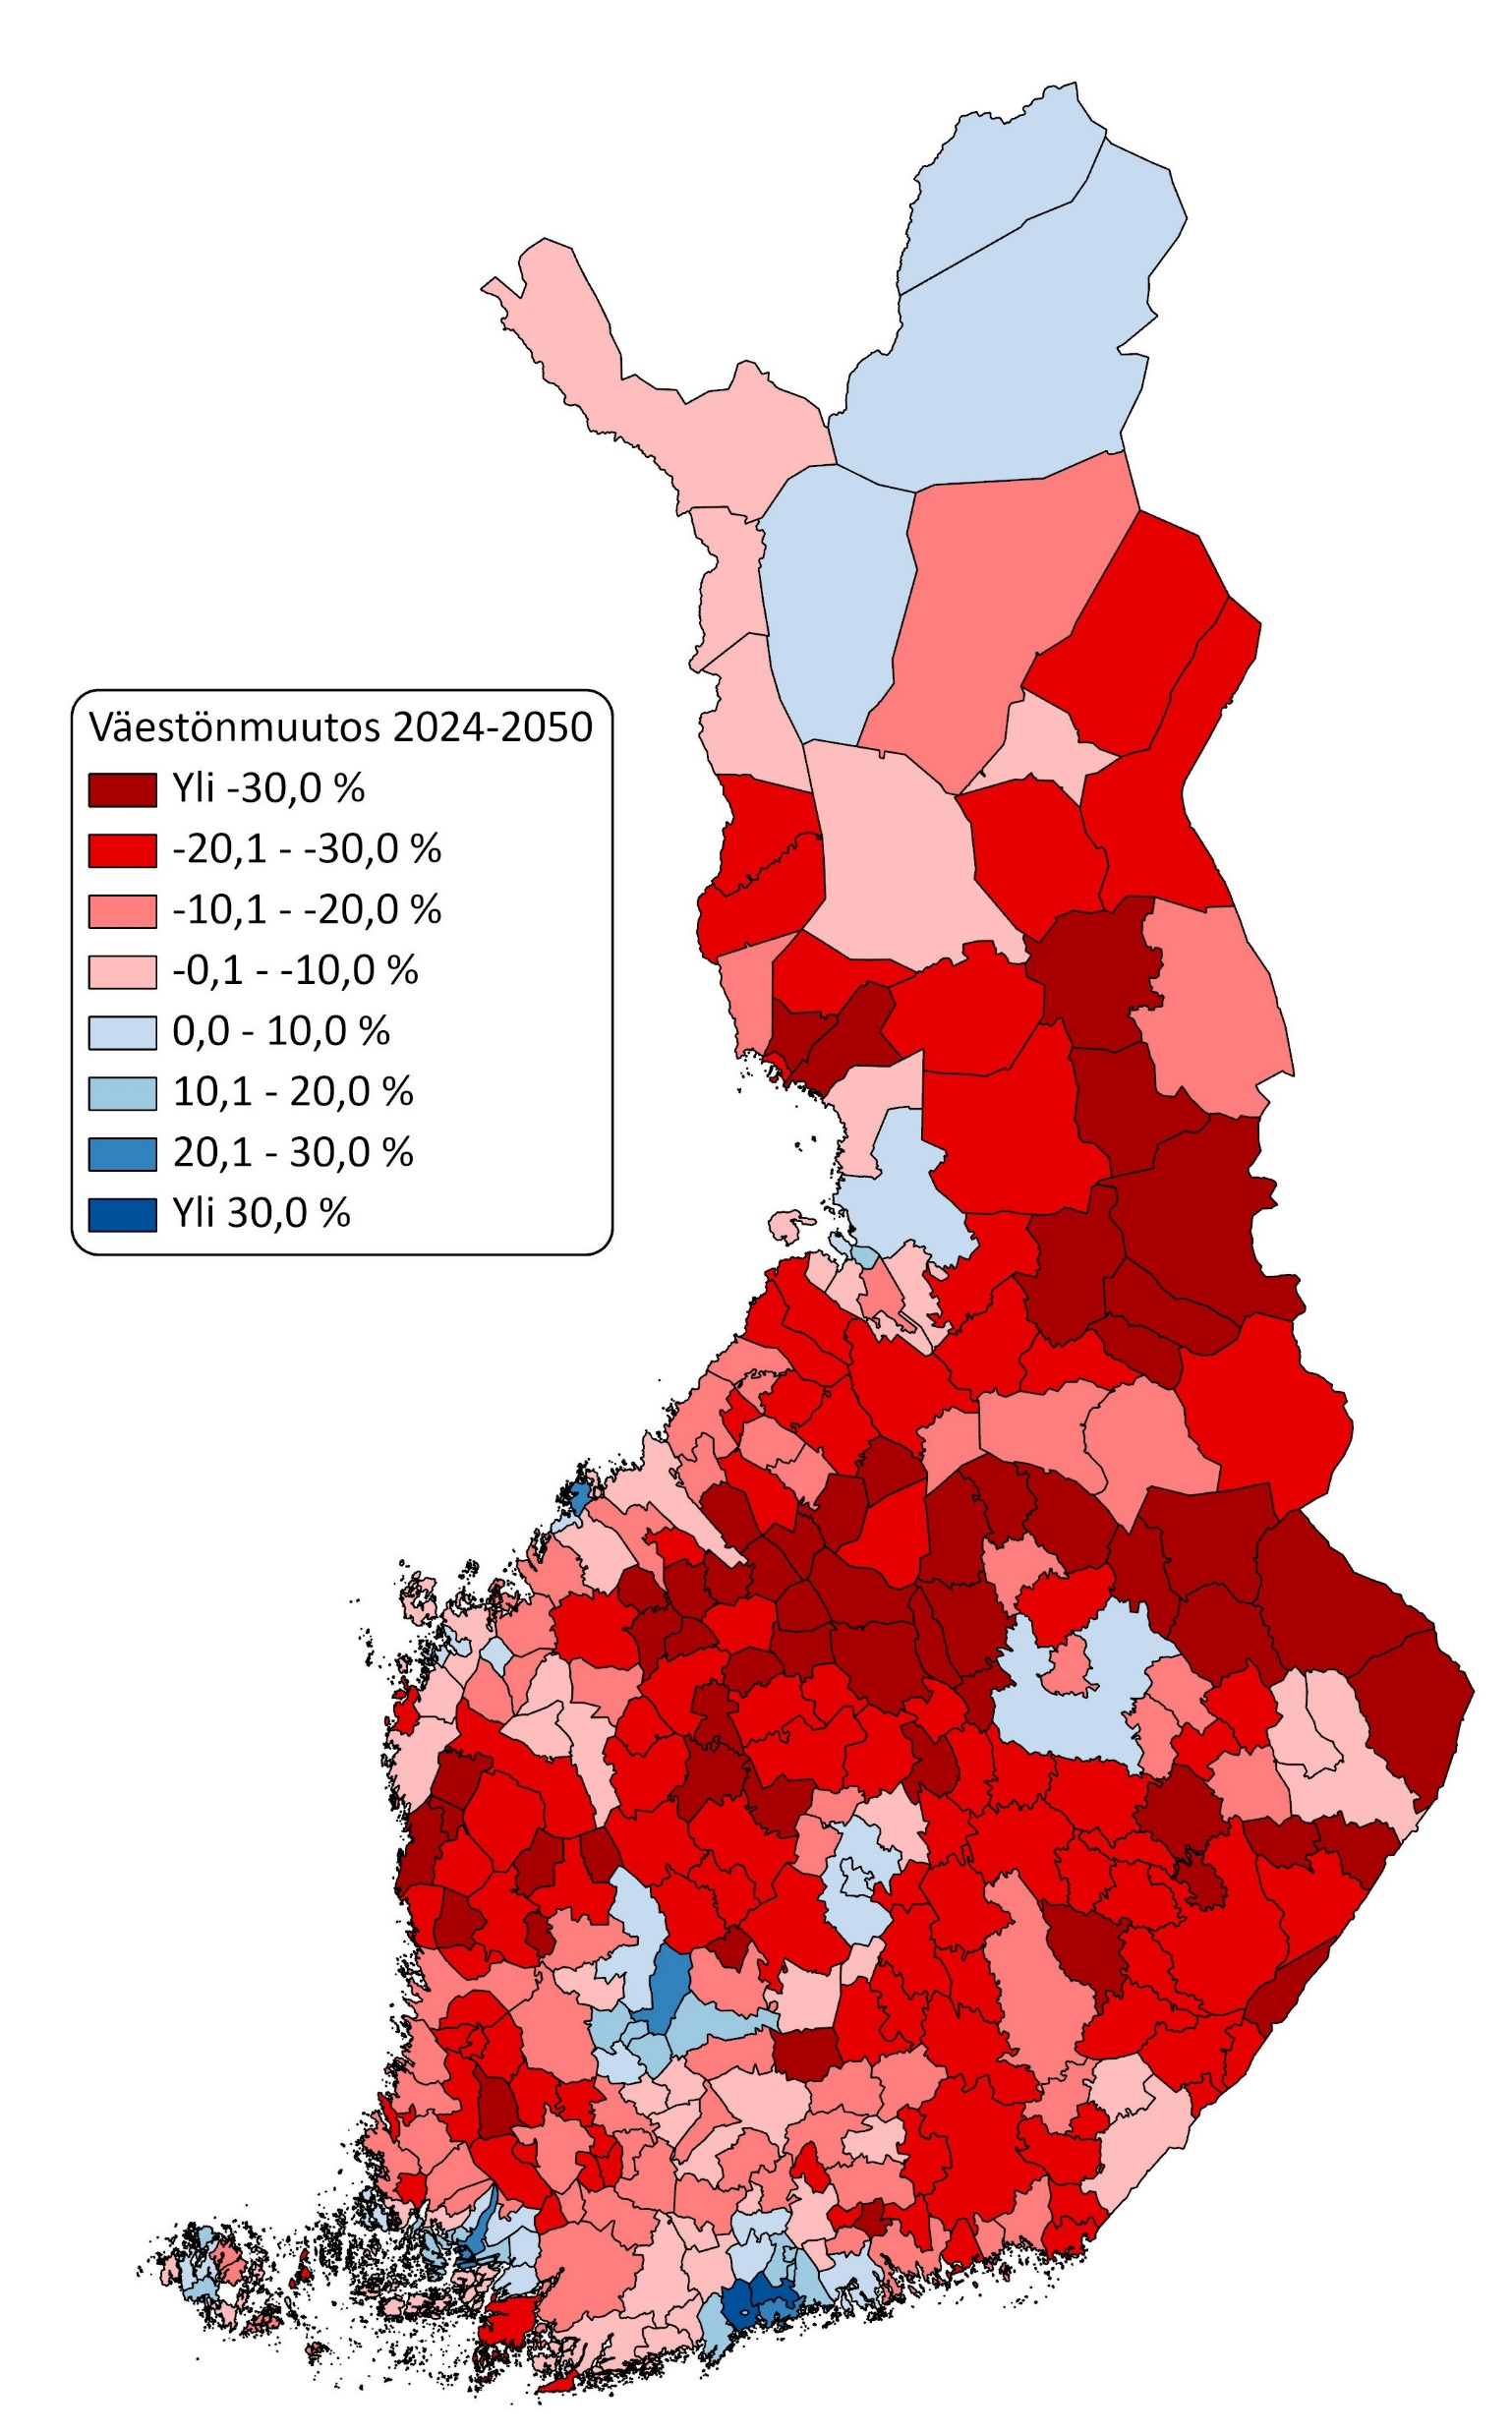 Väestönmuutos 2024-2050
Yli -30,0 %
-20,1 - -30,0 %
-10,1 - -20,0 %
-0,1 - -10,0 %
0,0 - 10,0 %
10,1 - 20,0 %
20,1 - 30,0 %
Yli 30,0 %